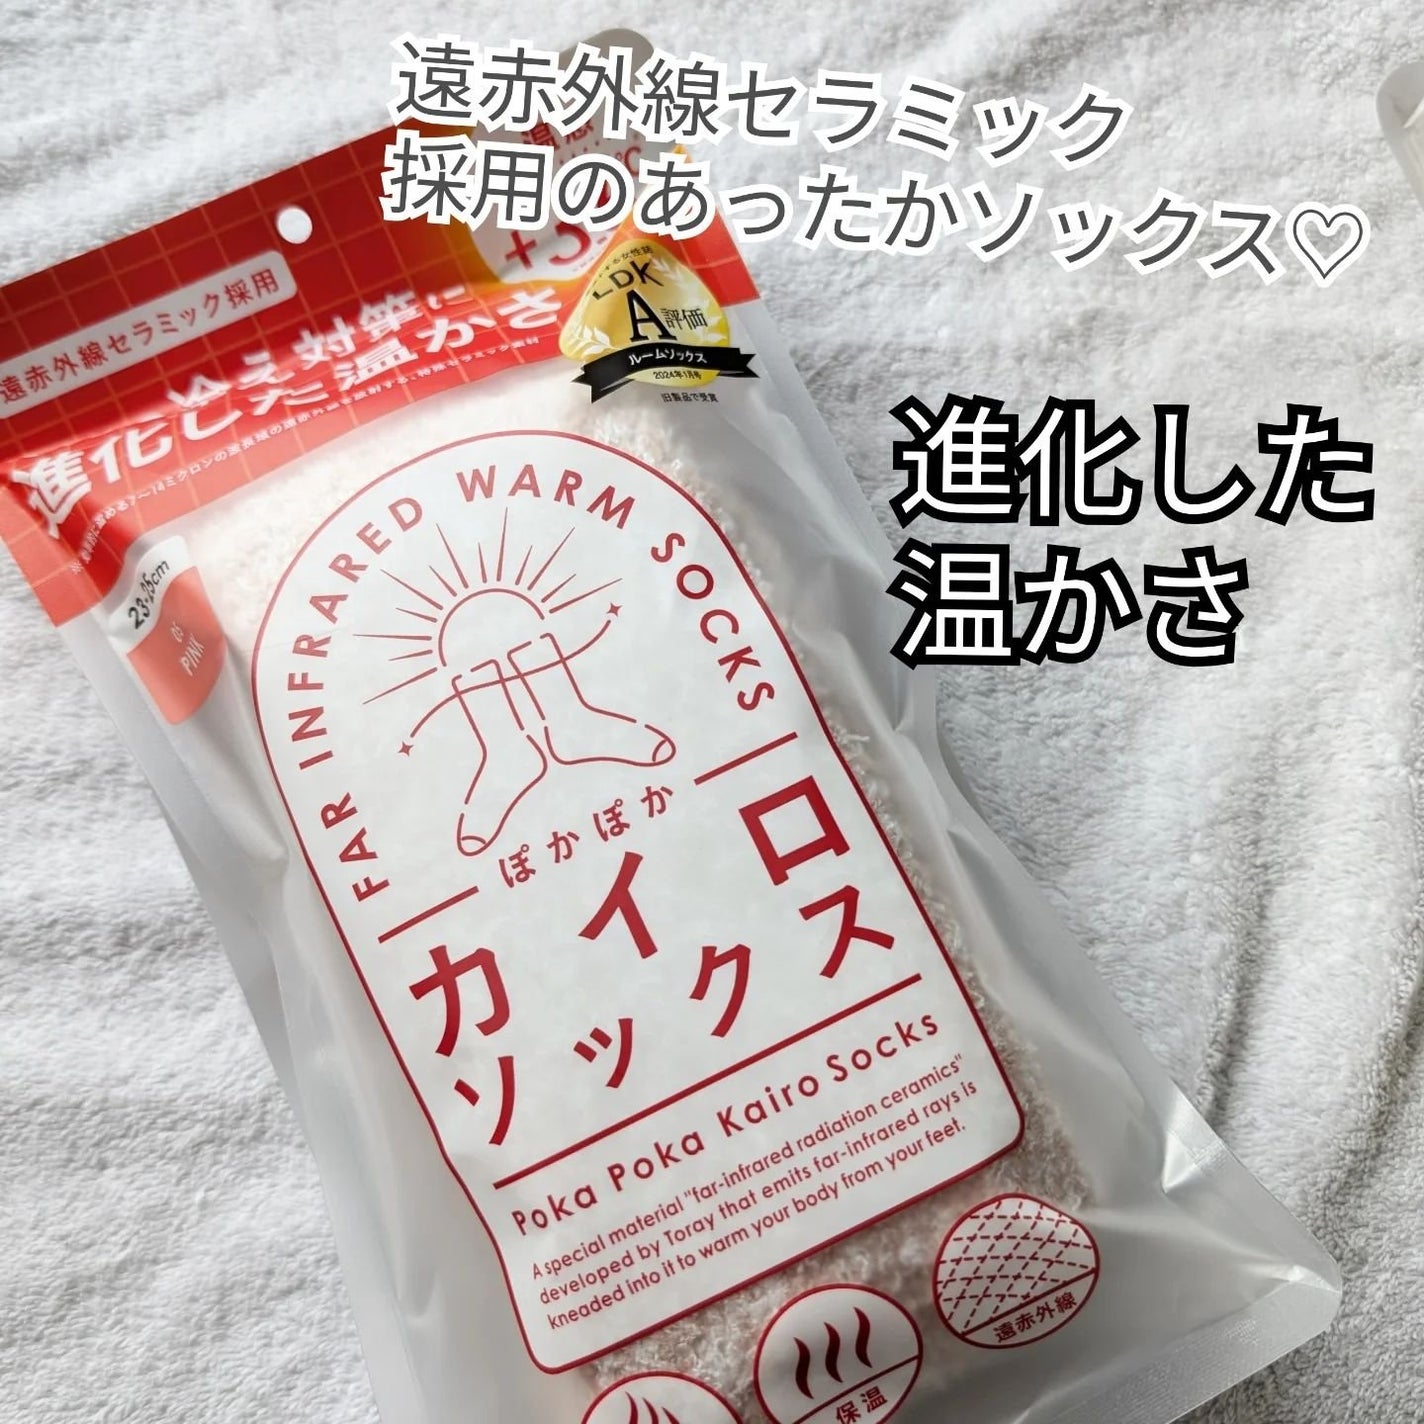 遠赤外線セラミック
採用のあったかソックス♡
進化した
温かさ
遠赤外線セラミック採用
冷え対策に
進化した温かさ
LDK
A評価
ルームソックス
2024年1月号
旧製品で受賞
23-25cm
05
PINK
FAR INFRARED WARM SOCKS
ぽかぽか
カイロ
ソックス
Poka Poka Kairo Socks
A special material "far-infrared radiation ceramics"
developed by Toray that emits far-infrared rays is
kneaded into it to warm your body from your feet.
遠赤外線
保温